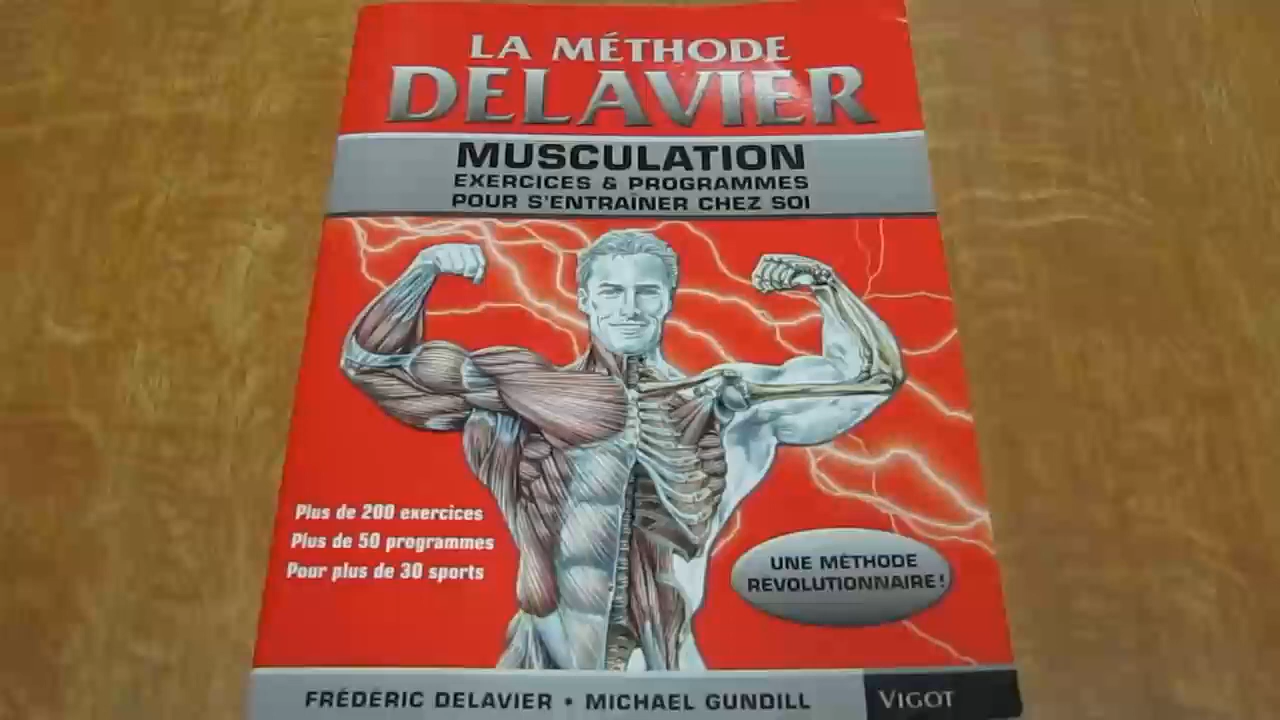 LA MÉTHODE
DELAVIER
MUSCULATION
EXERCICES & PROGRAMMES
POUR S'ENTRAÎNER CHEZ SOI
Plus de 200 exercices
Plus de 50 programmes
Pour plus de 30 sports
UNE MÉTHODE
REVOLUTIONNAIRE!
FRÉDÉRIC DELAVIER • MICHAEL GUNDILL
VIGOT